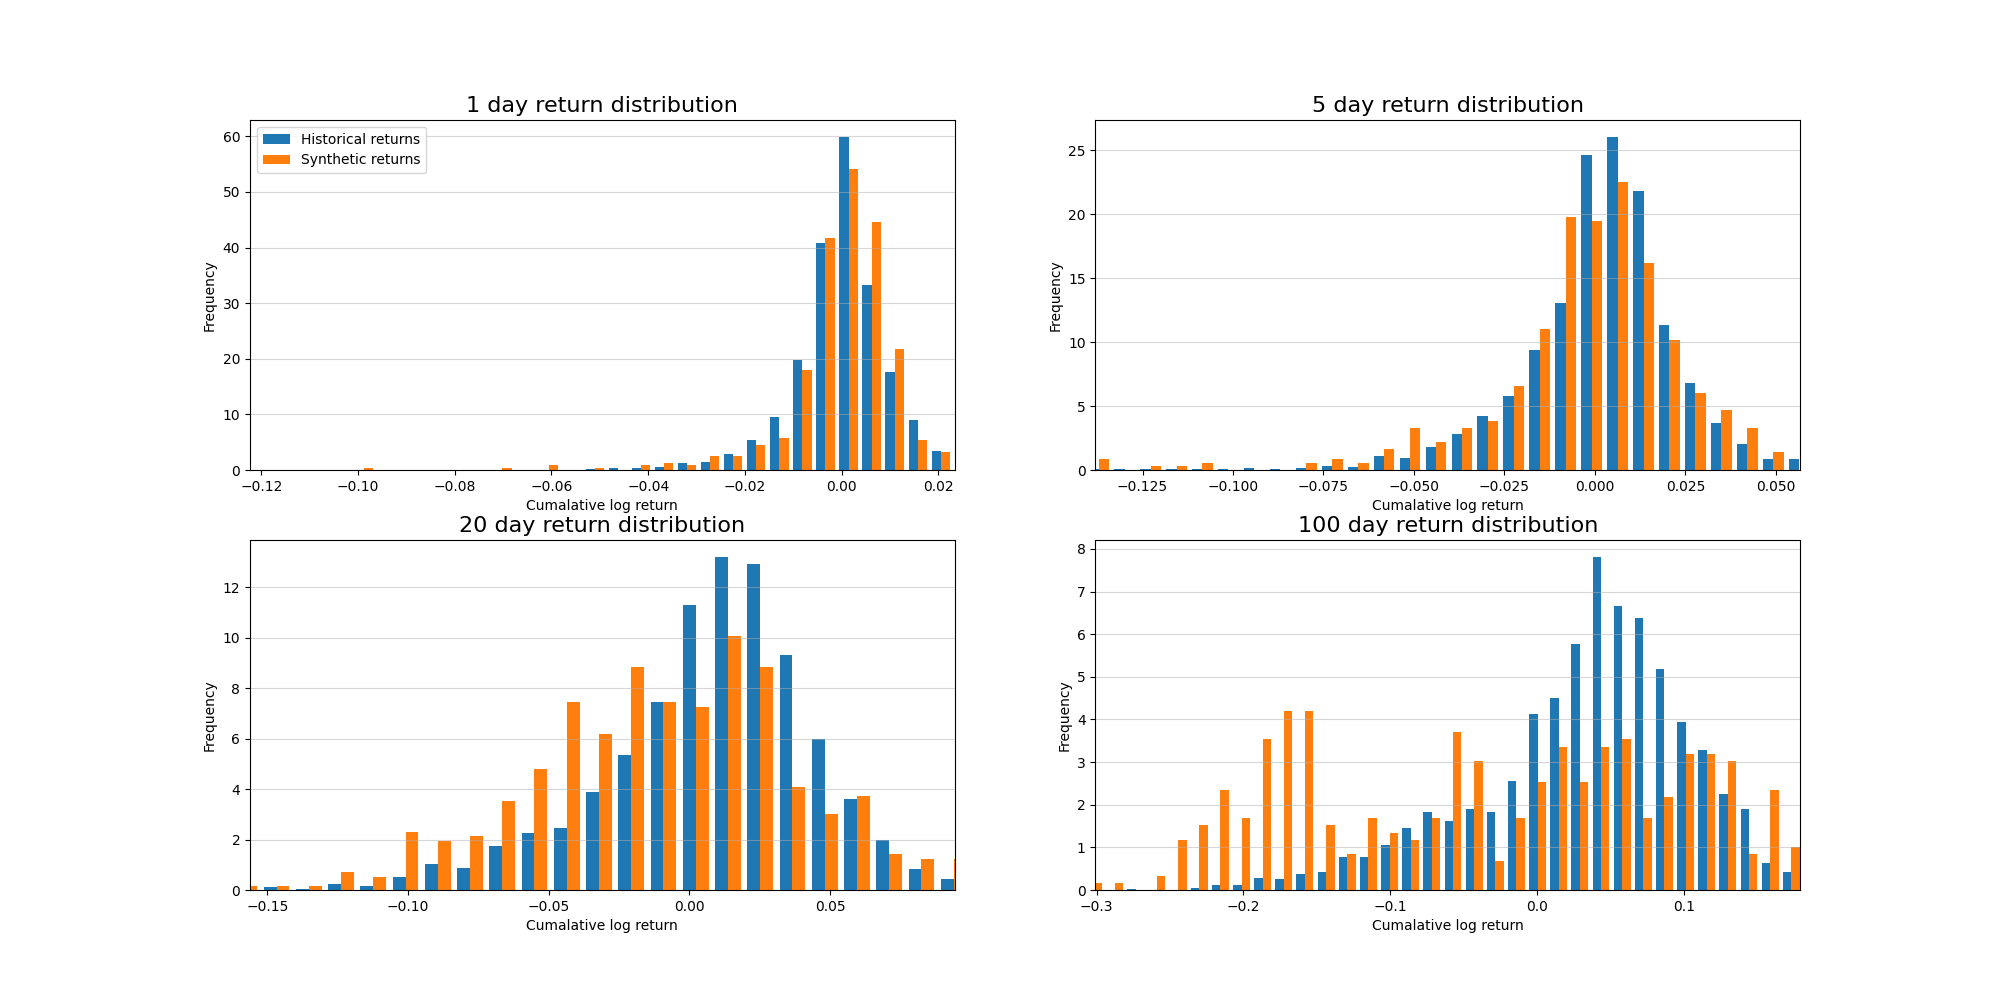 1 day return distribution
Historical returns
Synthetic returns
60
50
40
30
20
10
0
Frequency
−0.12 −0.10 −0.08 −0.06 −0.04 −0.02 0.00 0.02
Cumalative log return
5 day return distribution
25
20
15
10
5
0
Frequency
−0.125 −0.100 −0.075 −0.050 −0.025 0.000 0.025 0.050
Cumalative log return
20 day return distribution
12
10
8
6
4
2
0
Frequency
−0.15 −0.10 −0.05 0.00 0.05
Cumalative log return
100 day return distribution
8
7
6
5
4
3
2
1
0
Frequency
−0.3 −0.2 −0.1 0.0 0.1
Cumalative log return